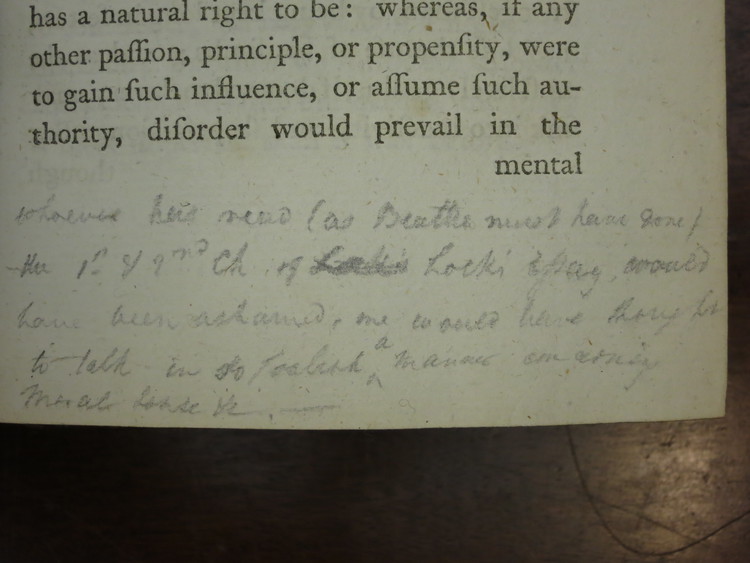 has a natural right to be: whereas, if any
other paſſion, principle, or propenſity, were
to gain ſuch influence, or aſſume ſuch au-
thority, diſorder would prevail in the
mental
whoever has read (as Beattie must have done)
the 1st & 2nd Ch. of Locks Essay, would
have been ashamed, one would have thought
to talk in so foolish a manner concerning
Moral Sense &c. —